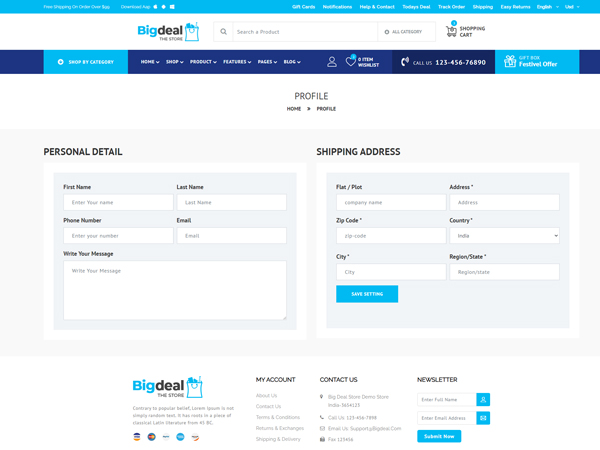 Free Shipping On Order Over $99
Download App
Gift Cards
Notifications
Help & Contact
Todays Deal
Track Order
Shipping
Easy Returns
English
Usd
Bigdeal
THE STORE
Search a Product
ALL CATEGORY
SHOPPING
CART
SHOP BY CATEGORY
HOME
SHOP
PRODUCT
FEATURES
PAGES
BLOG
0 ITEM
WISHLIST
CALL US 123-456-76890
GIFT BOX
Festivel Offer
PROFILE
HOME » PROFILE
PERSONAL DETAIL
First Name
Last Name
Enter Your name
Last Name
Phone Number
Email
Enter your number
Email
Write Your Message
Write Your Message
SHIPPING ADDRESS
Flat / Plot
Address *
company name
Address
Zip Code *
Country *
zip-code
India
City *
Region/State *
City
Region/state
SAVE SETTING
Bigdeal
THE STORE
Contrary to popular belief, Lorem Ipsum is not
simply random text. It has roots in a piece of
classical Latin literature from 45 BC.
MY ACCOUNT
About Us
Contact Us
Terms & Conditions
Returns & Exchanges
Shipping & Delivery
CONTACT US
Big Deal Store Demo Store
India-3654123
Call Us: 123-456-7898
Email Us: Support@Bigdeal.Com
Fax 123456
NEWSLETTER
Enter Full Name
Enter Email Address
Submit Now